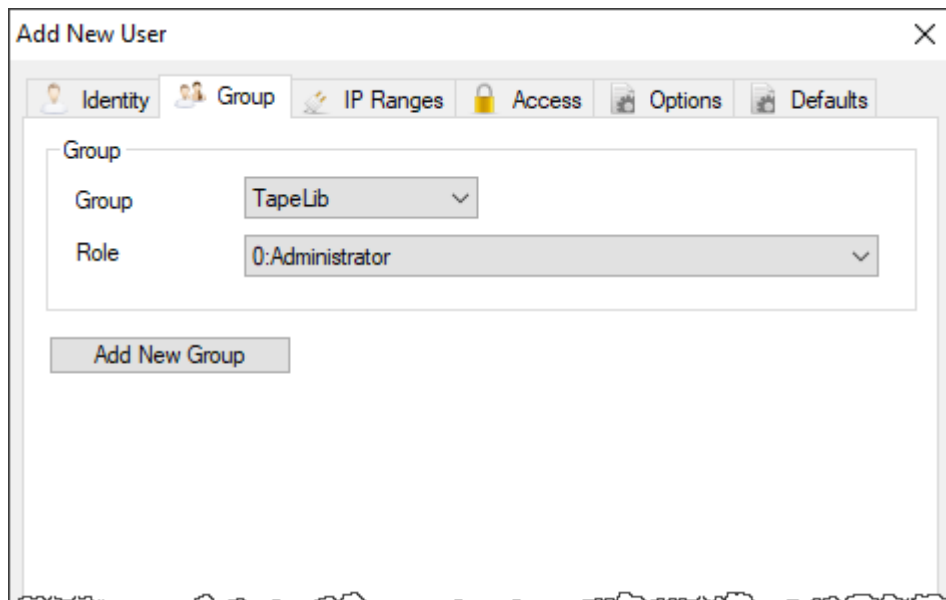 Add New User
Identity Group IP Ranges Access Options Defaults
Group
Group TapeLib
Role 0:Administrator
Add New Group